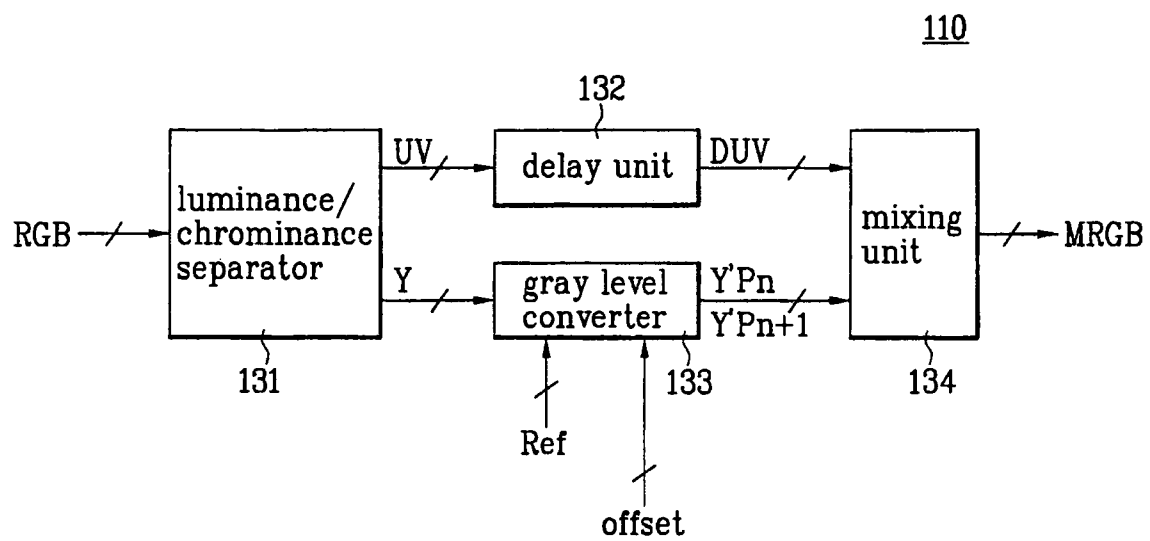 110
132
UV
delay unit
DUV
RGB
luminance/
chrominance
separator
mixing
unit
MRGB
Y
gray level
converter
Y'Pn
Y'Pn+1
131
133
134
Ref
offset